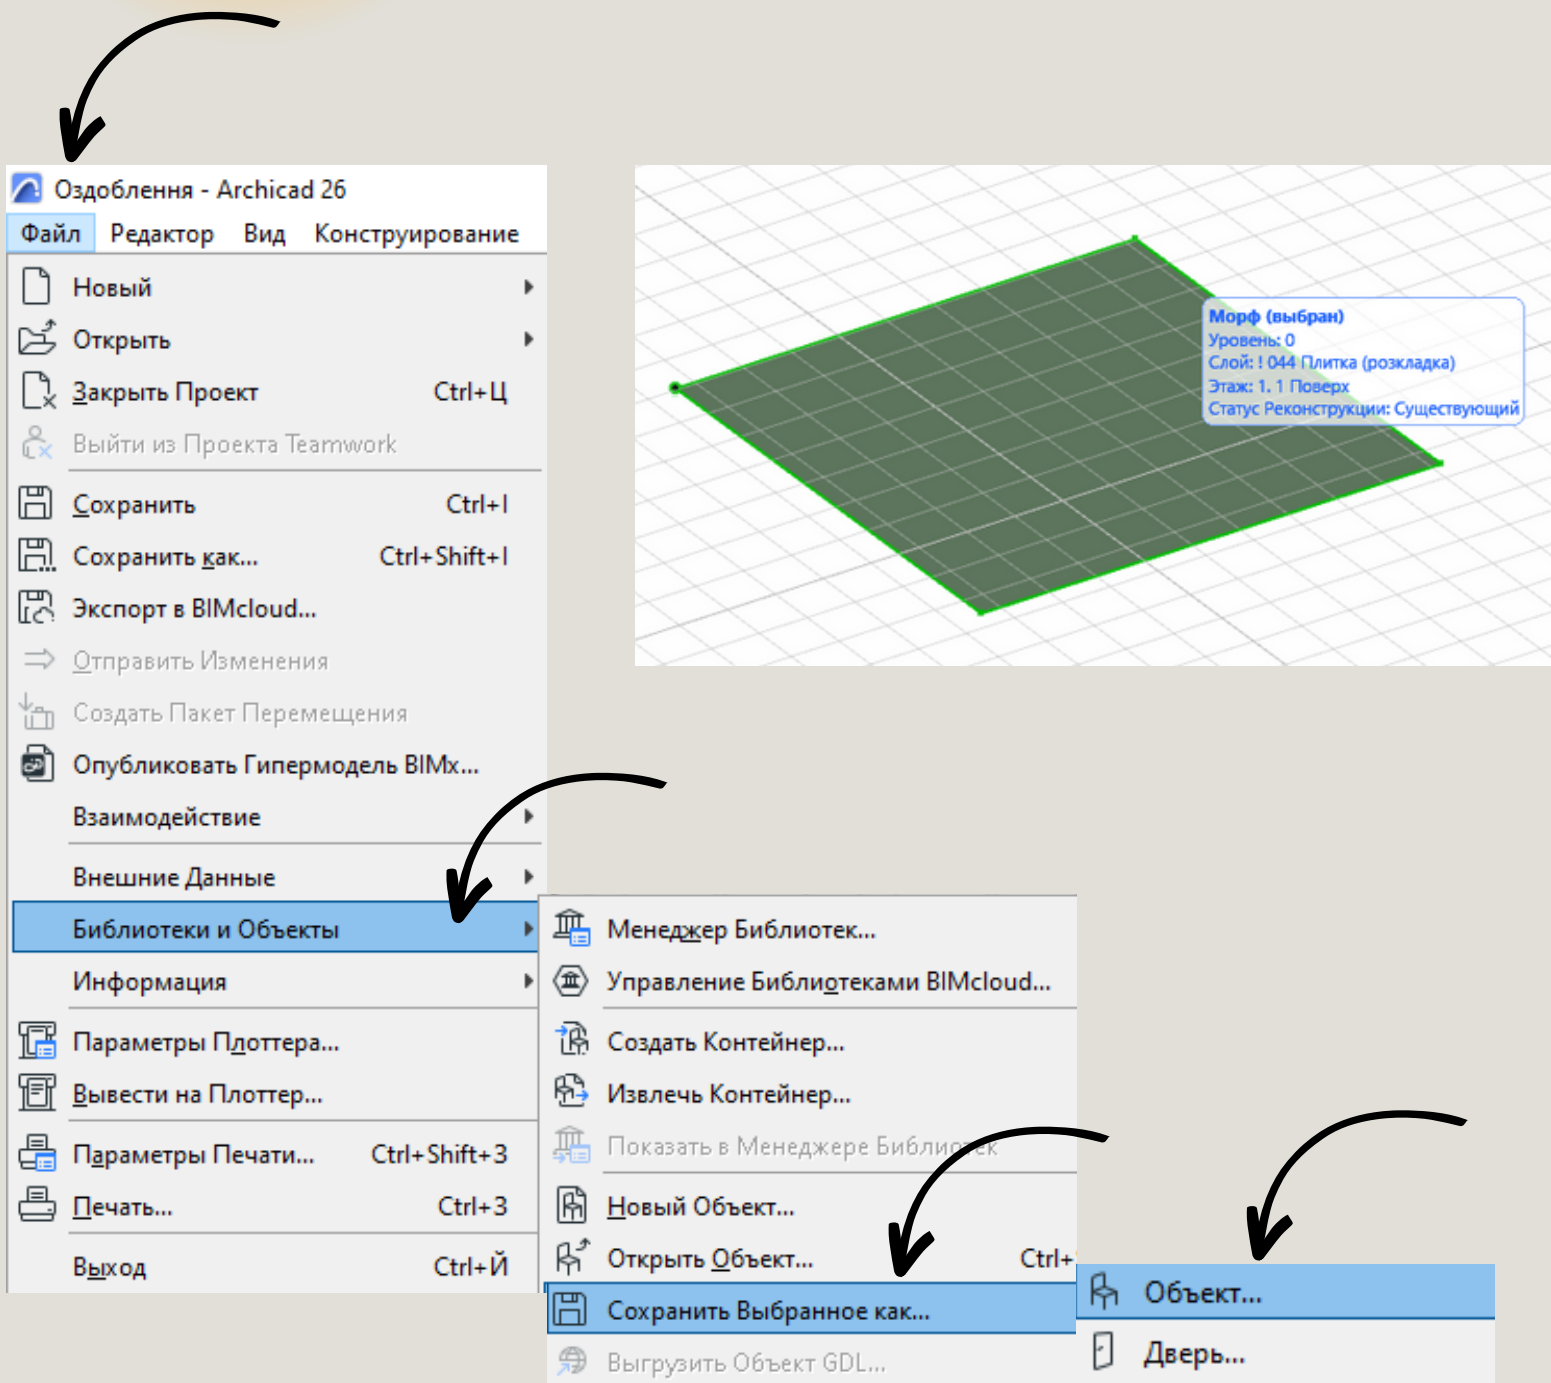 Оздоблення - Archicad 26
Файл Редактор Вид Конструирование
Новый
Открыть
Закрыть Проект Ctrl+Ц
Выйти из Проекта Teamwork
Сохранить Ctrl+I
Сохранить как... Ctrl+Shift+I
Экспорт в BIMcloud...
Отправить Изменения
Создать Пакет Перемещения
Опубликовать Гипермодель BIMx...
Взаимодействие
Внешние Данные
Библиотеки и Объекты
Информация
Параметры Плоттера...
Вывести на Плоттер...
Параметры Печати... Ctrl+Shift+З
Печать... Ctrl+З
Выход Ctrl+Й
Морф (выбран)
Уровень: 0
Слой: ! 044 Плитка (розкладка)
Этаж: 1. 1 Поверх
Статус Реконструкции: Существующий
Менеджер Библиотек...
Управление Библиотеками BIMcloud...
Создать Контейнер...
Извлечь Контейнер...
Показать в Менеджере Библиотек
Новый Объект...
Открыть Объект... Ctrl+
Сохранить Выбранное как...
Выгрузить Объект GDL...
Объект...
Дверь...